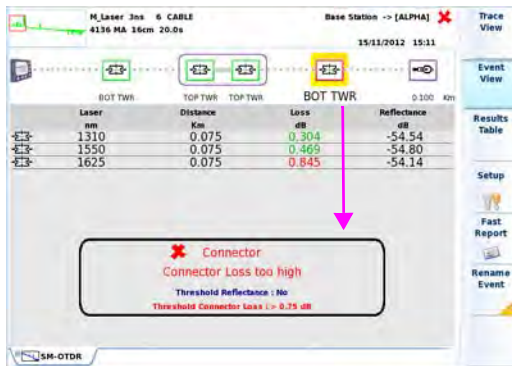 M_Laser 3ns 6 CABLE Base Station -> [ALPHA]
4136 MA 16cm 20.0s
15/11/2012 15:11
Trace View
Event View
BOT TWR TOP TWR TOP TWR BOT TWR 0.100 Km
Laser Distance Loss Reflectance
nm Km dB dB
1310 0.075 0.304 -54.54
1550 0.075 0.469 -54.80
1625 0.075 0.845 -54.14
Results Table
Setup
Fast Report
Rename Event
Connector
Connector Loss too high
Threshold Reflectance : No
Threshold Connector Loss : > 0.75 dB
SM-OTDR